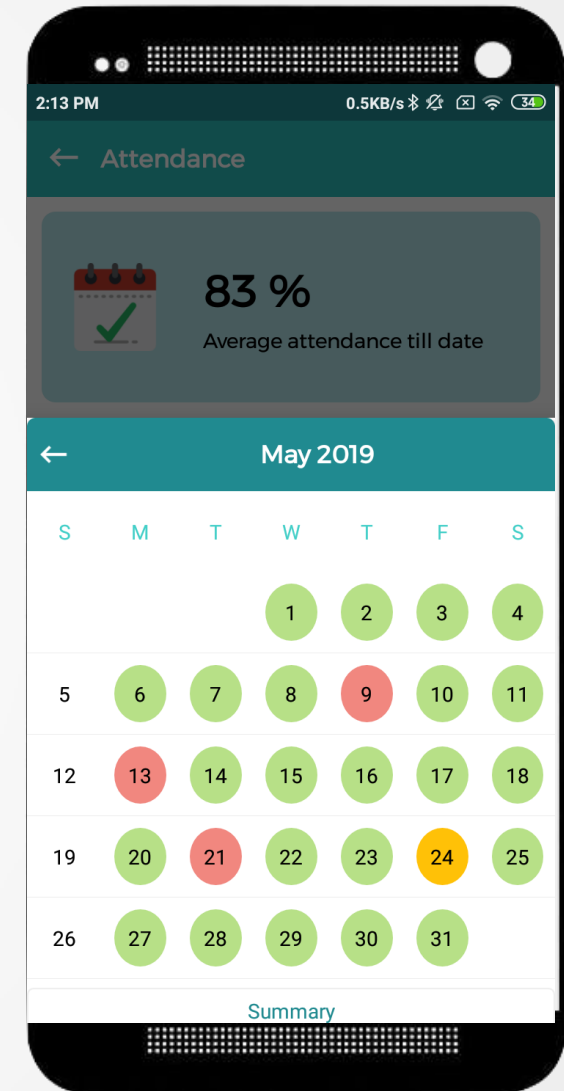 2:13 PM 0.5KB/s 34
Attendance
83 %
Average attendance till date
May 2019
S M T W T F S
1 2 3 4
5 6 7 8 9 10 11
12 13 14 15 16 17 18
19 20 21 22 23 24 25
26 27 28 29 30 31
Summary